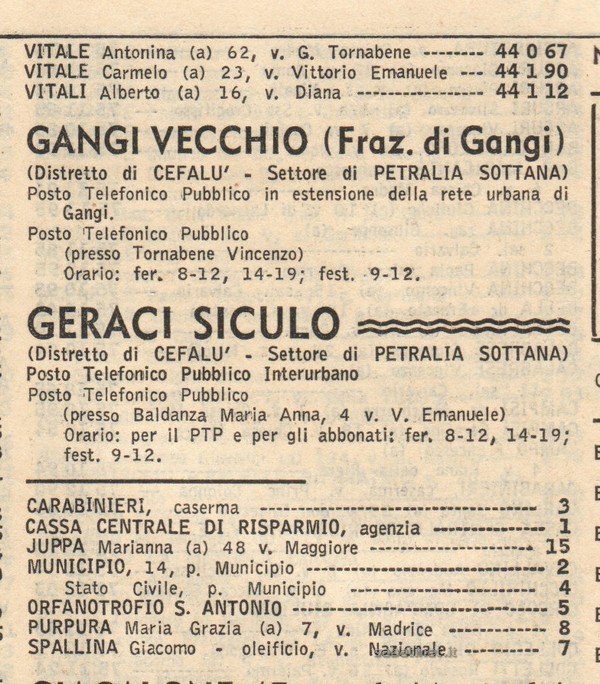 VITALE Antonina (a) 62, v. G. Tornabene -------- 44 0 67
VITALE Carmelo (a) 23, v. Vittorio Emanuele --- 44 1 90
VITALI Alberto (a) 16, v. Diana ----------------- 44 1 12
GANGI VECCHIO (Fraz. di Gangi)
(Distretto di CEFALU' - Settore di PETRALIA SOTTANA)
Posto Telefonico Pubblico in estensione della rete urbana di
Gangi.
Posto Telefonico Pubblico
(presso Tornabene Vincenzo)
Orario: fer. 8-12, 14-19; fest. 9-12.
GERACI SICULO
(Distretto di CEFALU' - Settore di PETRALIA SOTTANA)
Posto Telefonico Pubblico Interurbano
Posto Telefonico Pubblico
(presso Baldanza Maria Anna, 4 v. V. Emanuele)
Orario: per il PTP e per gli abbonati: fer. 8-12, 14-19;
fest. 9-12.
CARABINIERI, caserma -------------------------------- 3
CASSA CENTRALE DI RISPARMIO, agenzia ------------- 1
JUPPA Marianna (a) 48 v. Maggiore ------------------- 15
MUNICIPIO, 14, p. Municipio --------------------------- 2
Stato Civile, p. Municipio ---------------------- 4
ORFANOTROFIO S. ANTONIO ----------------------------- 5
PURPURA Maria Grazia (a) 7, v. Madrice ----------- 8
SPALLINA Giacomo - oleificio, v. Nazionale --------- 7